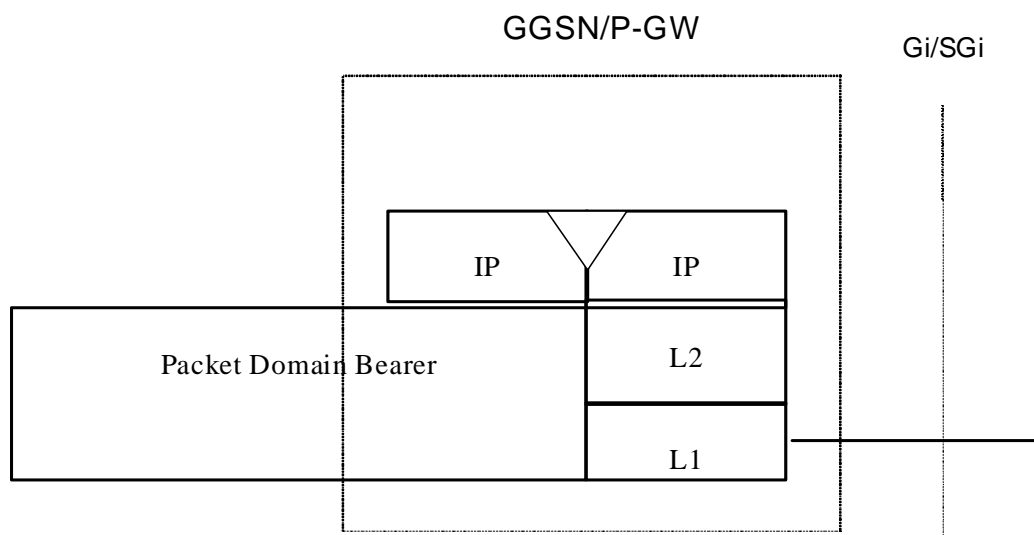 GGSN/P-GW
Gi/SGi
IP
IP
Packet Domain Bearer
L2
L1